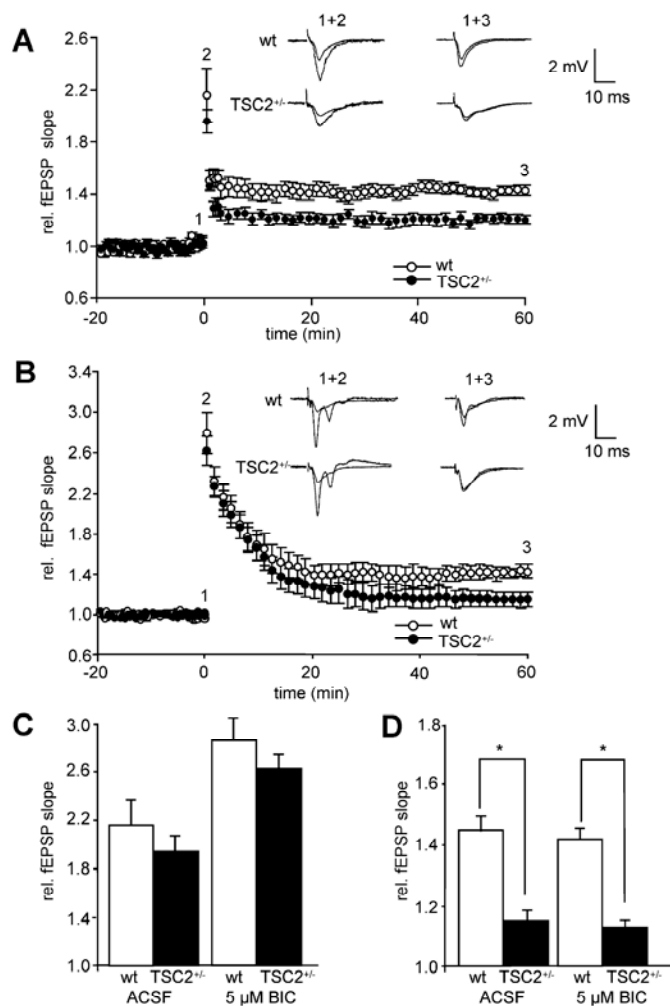 A
2.6
2.2
1.8
1.4
1.0
0.6
rel. fEPSP slope
2
1
3
1+2
1+3
wt
TSC2+/-
2 mV
10 ms
wt
TSC2+/-
-20
0
20
40
60
time (min)
B
3.4
3.0
2.6
2.2
1.8
1.4
1.0
0.6
rel. fEPSP slope
2
1
3
1+2
1+3
wt
TSC2+/-
2 mV
10 ms
wt
TSC2+/-
-20
0
20
40
60
time (min)
C
3.0
2.6
2.2
1.8
1.4
1.0
rel. fEPSP slope
wt TSC2+/- wt TSC2+/-
ACSF 5 µM BIC
D
1.8
1.6
1.4
1.2
1.0
rel. fEPSP slope
* *
wt TSC2+/- wt TSC2+/-
ACSF 5 µM BIC